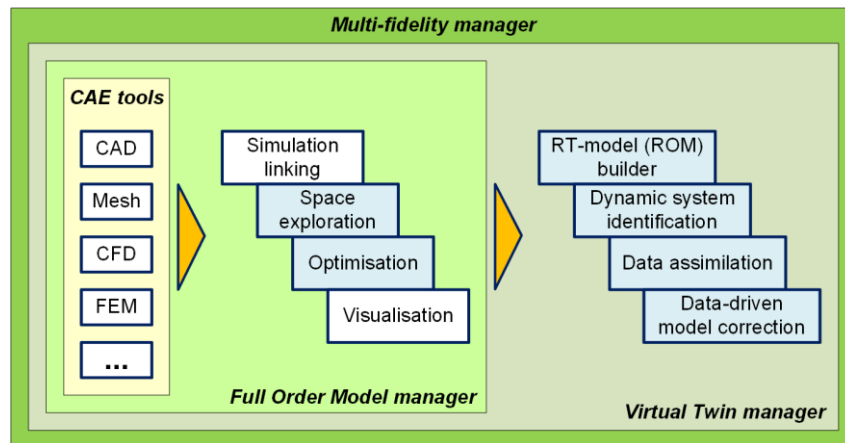 Multi-fidelity manager
CAE tools
CAD
Mesh
CFD
FEM
...
Simulation
linking
Space
exploration
Optimisation
Visualisation
Full Order Model manager
RT-model (ROM)
builder
Dynamic system
identification
Data assimilation
Data-driven
model correction
Virtual Twin manager